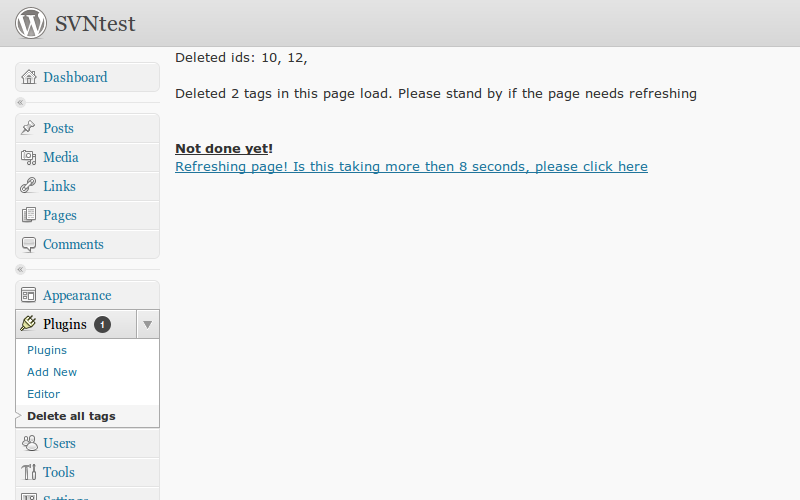 SVNtest
Dashboard
Posts
Media
Links
Pages
Comments
Appearance
Plugins 1
Plugins
Add New
Editor
Delete all tags
Users
Tools
Settings
Deleted ids: 10, 12,
Deleted 2 tags in this page load. Please stand by if the page needs refreshing
Not done yet!
Refreshing page! Is this taking more then 8 seconds, please click here